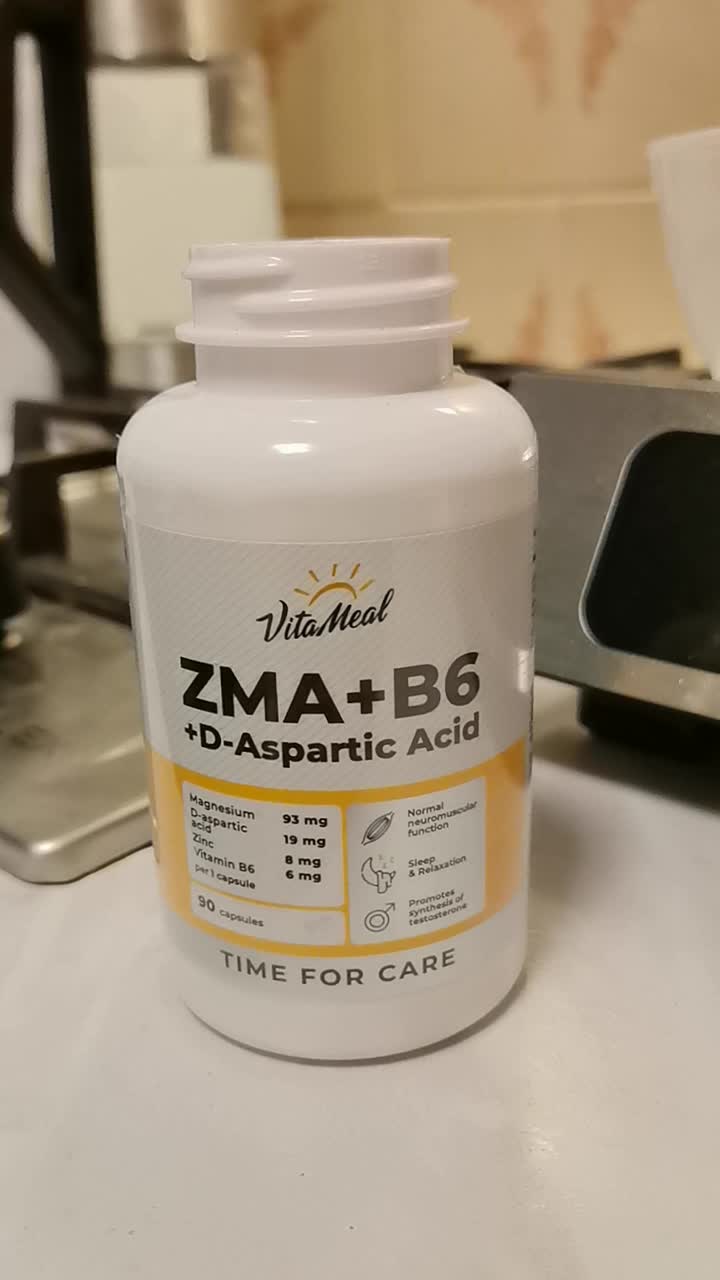 VitaMeal
ZMA+B6
+D-Aspartic Acid
Magnesium 93 mg
D-aspartic
acid 19 mg
Zinc 8 mg
Vitamin B6 6 mg
per 1 capsule
90 capsules
Normal
neuromuscular
function
Sleep
& Relaxation
Promotes
synthesis of
testosterone
TIME FOR CARE